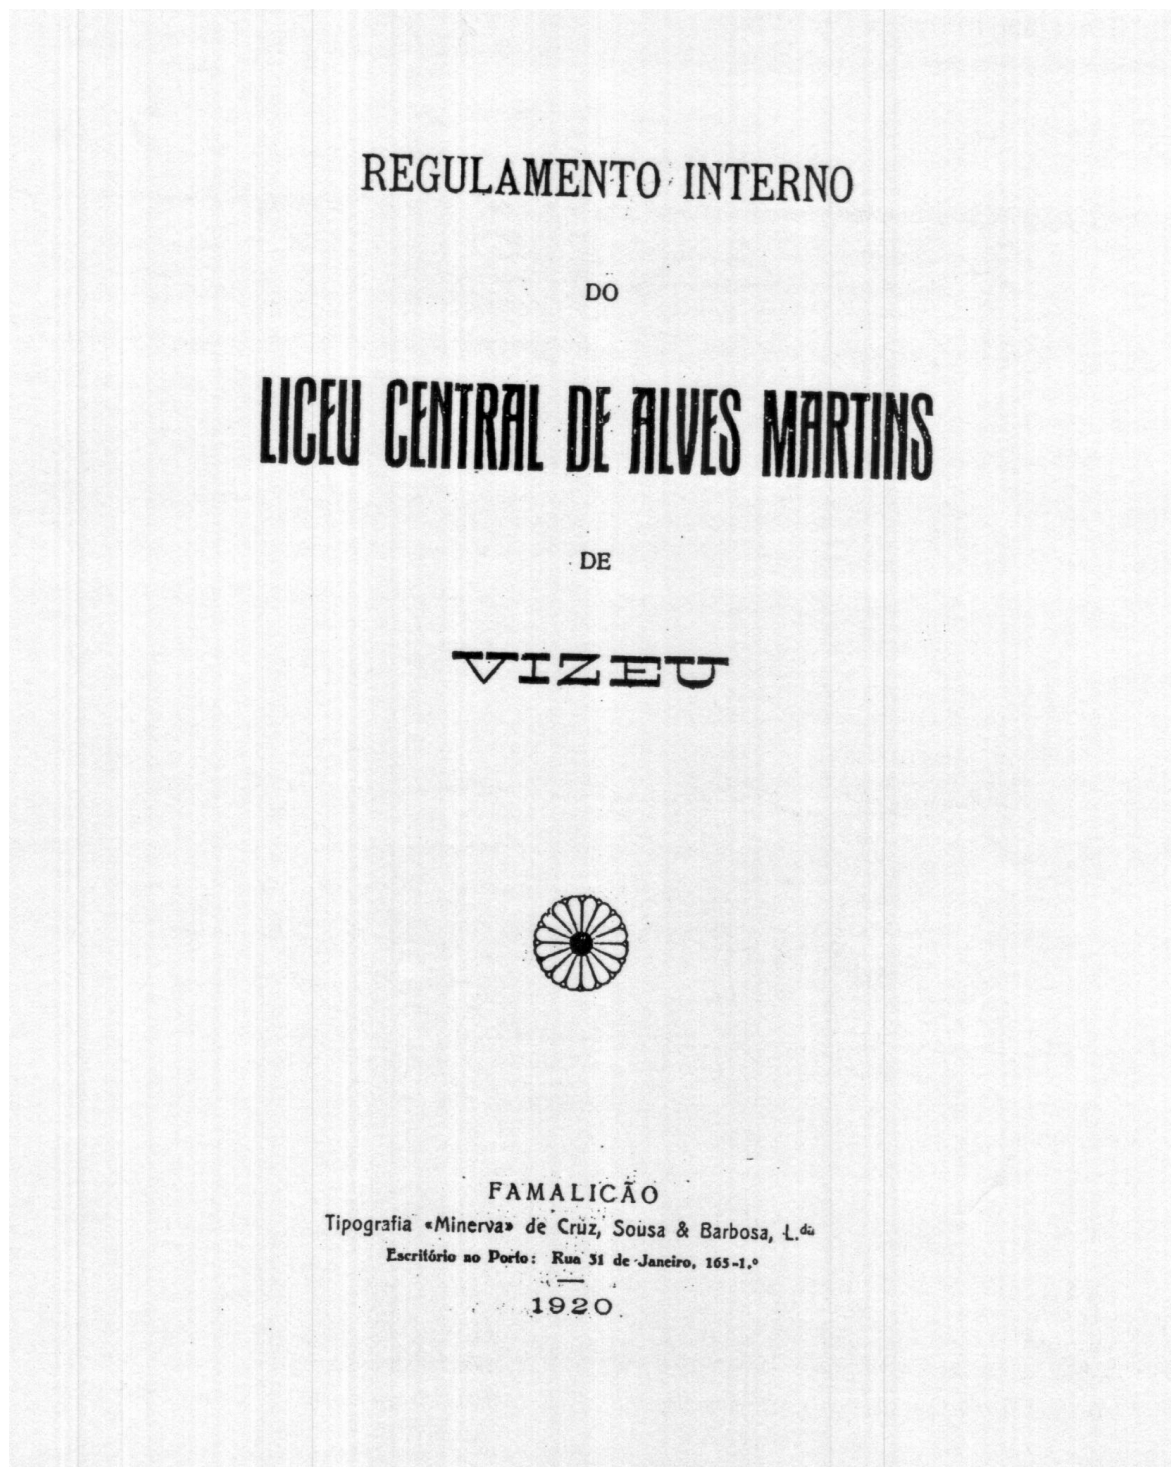 REGULAMENTO INTERNO
DO
LICEU CENTRAL DE ALVES MARTINS
DE
VIZEU
FAMALICÃO
Tipografia «Minerva» de Cruz, Sousa & Barbosa, L.da
Escritório no Porto: Rua 31 de Janeiro, 165-1.º
1920